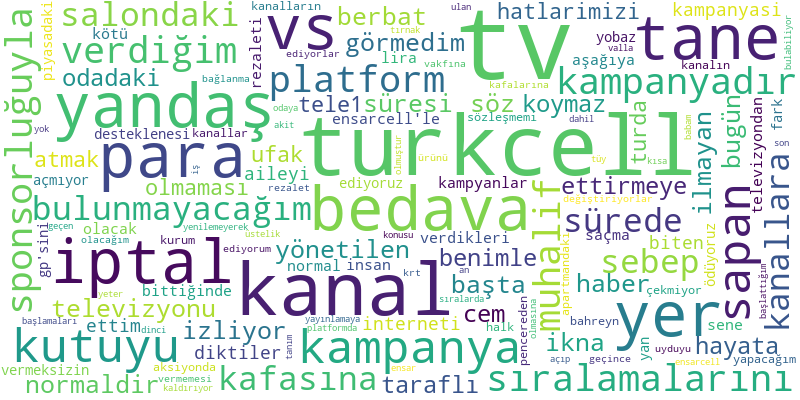 salondaki
vs
berbat
hatlarimizi
tv
tane
kanalların
tırnak
ulan
kampanyası
kötü
verdiğim
rezaleti
görmedim
yobaz
valla
kanalın
bulabiliyor
piyasadaki
odadaki
ediyorlar
vakfına
lira
aşağıya
bağlanma
platform
kafalarına
kampanyadır
sponsorluğuyla
yandaş
tele1
süresi
söz
koymaz
odaya
ensarcell'le
sözleşmemi
dahil
turda
fark
yok
desteklenesi
kanallar
akit
para
turkcell
bugün
televizyondan
atmak
ufak
ilmayan
babam
son
açmıyor
olmaması
aileyi
iş
olmuştur
ürünü
tüy
kısa
rezalet
ediyoruz
kampyanlar
ettirmeye
bulunmayacağım
bedava
muhalif
değiştiriyorlar
sürede
sapan
kanallara
başlattığım
geçen
yenilemeyerek
üstelik
konusu
olacak
olacağım
kurum
ediyorum
yönetilen
verdikleri
benimle
saçma
biten
ödüyoruz
gp'sini
iptal
normal
insan
krt
an
sebep
bittiğinde
kanal
başta
haber
çekmiyor
yer
apartmandaki
yeter
televizyonu
cem
pencereden
bahreyn
sene
başlamaları
dinci
ettim
izliyor
interneti
halk
sıralarda
olmasına
yan
yapacağım
kutuyu
diktiler
tanım
yayınlamaya
platformda
kampanya
ikna
uyduyu
hayata
vermeksizin
aksiyonda
açıp
geçince
ensarcell
normaldir
vermemesi
kaldırıyor
kafasına
ensar
taraflı
sıralamalarını